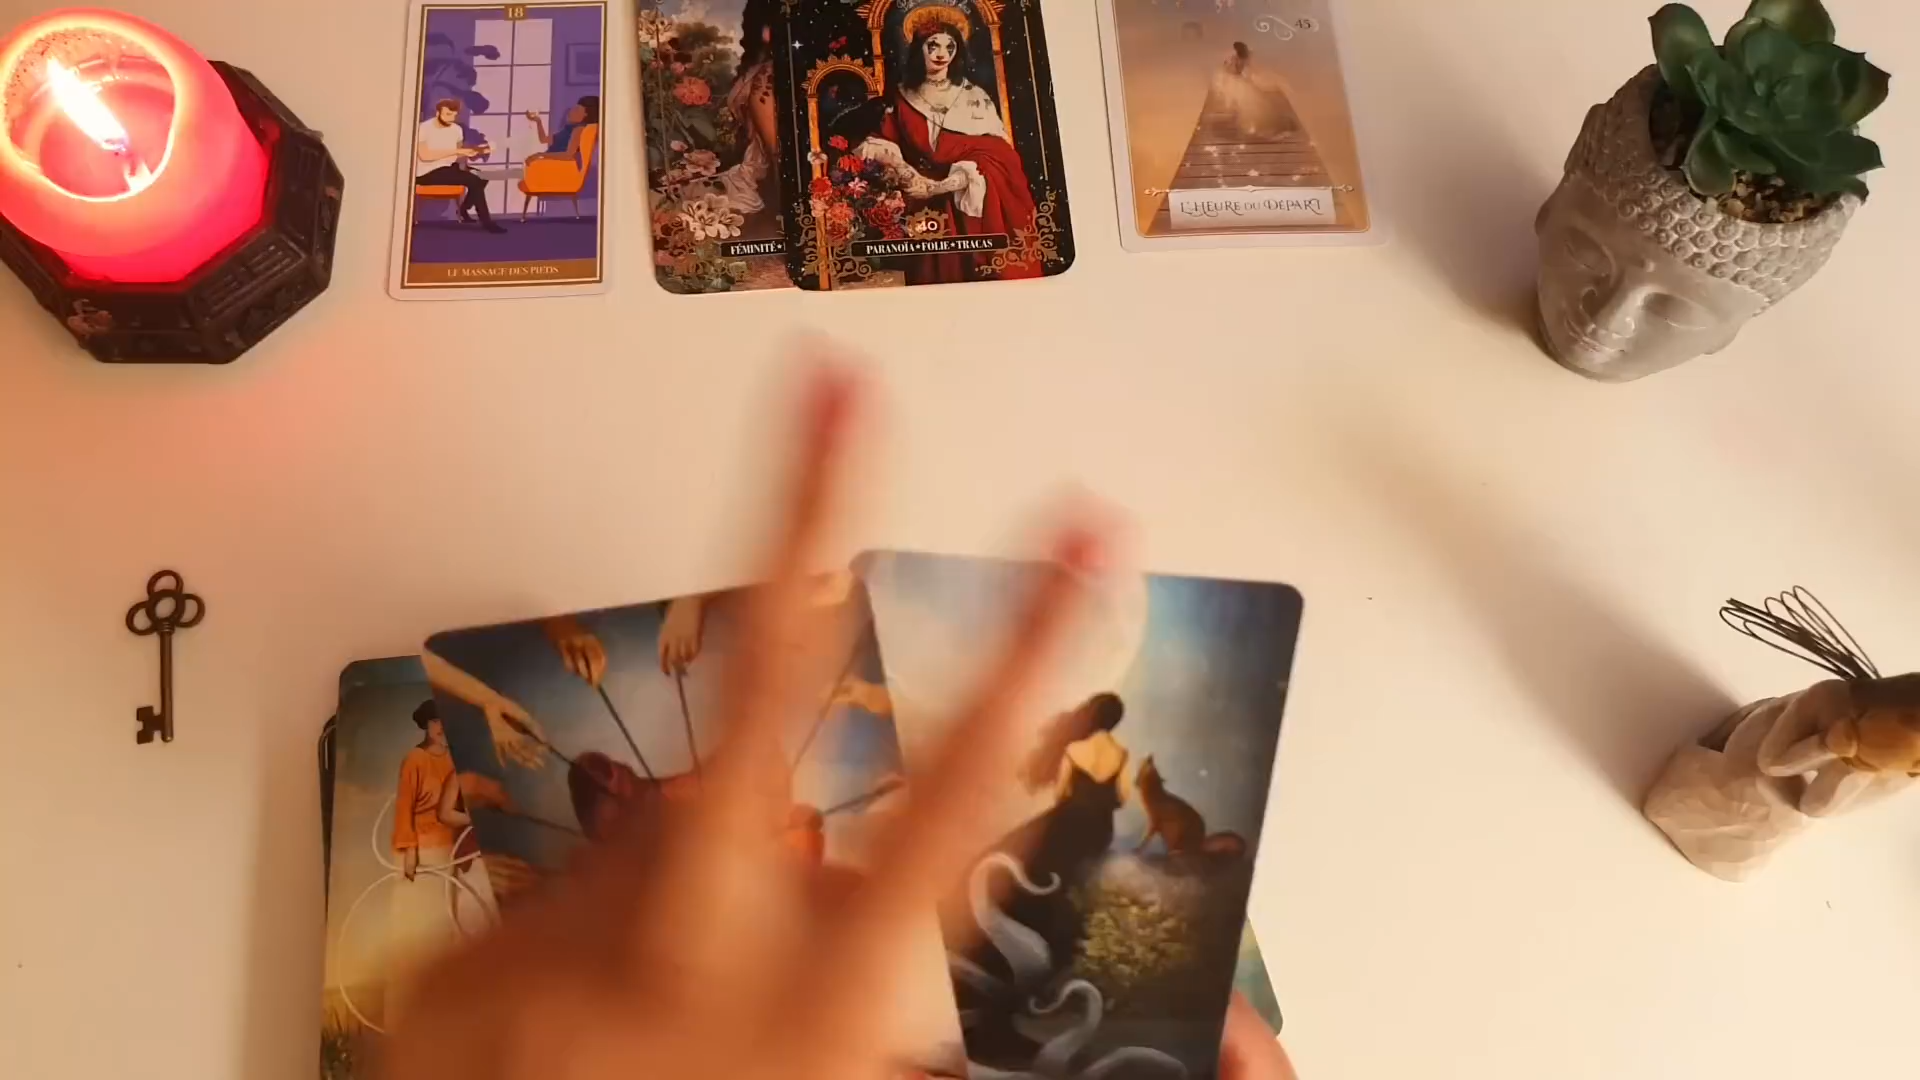 18
LE MASSAGE DES PIEDS
FÉMINITÉ★
40
PARANOÏA★FOLIE★TRACAS
45
L'HEURE DU DÉPART